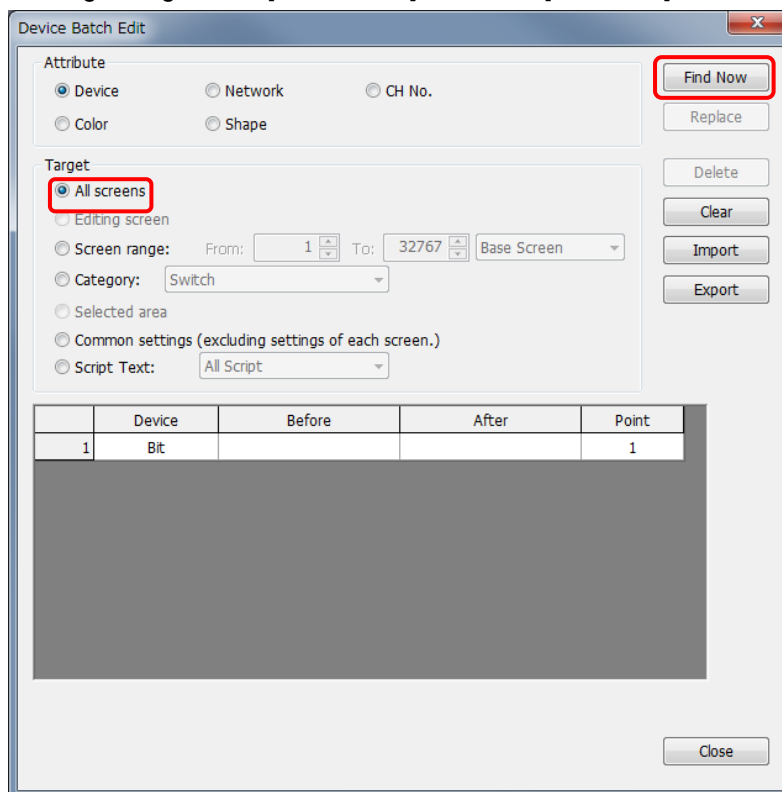 Device Batch Edit
Attribute
Device Network CH No.
Color Shape
Find Now
Replace
Target
All screens
Editing screen
Screen range: From: 1 To: 32767 Base Screen
Category: Switch
Selected area
Common settings (excluding settings of each screen.)
Script Text: All Script
Delete
Clear
Import
Export
Device Before After Point
1 Bit 1
Close